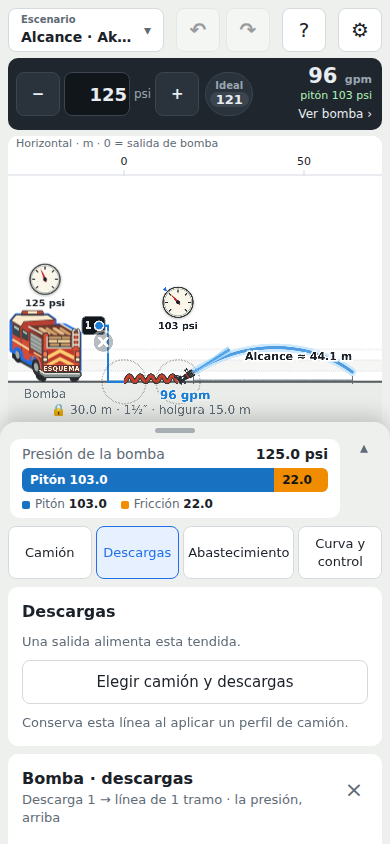 Escenario
Alcance · Ak…
▼
↶
↷
?
⚙
−
125 psi
+
Ideal
121
96 gpm
pitón 103 psi
Ver bomba ›
Horizontal · m · 0 = salida de bomba
0
50
125 psi
103 psi
1
ESQUEMA
Alcance ≈ 44.1 m
Bomba
96 gpm
🔒 30.0 m · 1½″ · holgura 15.0 m
Presión de la bomba
125.0 psi
▲
Pitón 103.0
22.0
Pitón 103.0
Fricción 22.0
Camión
Descargas
Abastecimiento
Curva y
control
Descargas
Una salida alimenta esta tendida.
Elegir camión y descargas
Conserva esta línea al aplicar un perfil de camión.
Bomba · descargas
×
Descarga 1 → línea de 1 tramo · la presión,
arriba